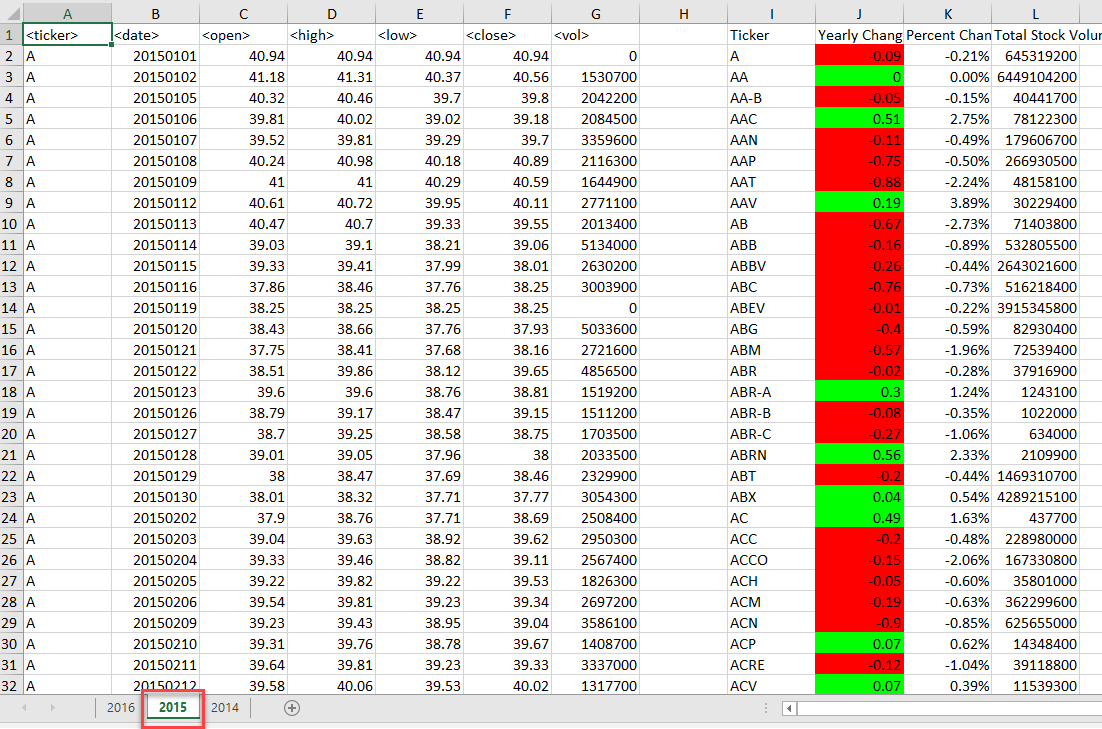 A B C D E F G H I J K L
1 <ticker> <date> <open> <high> <low> <close> <vol> Ticker Yearly Chang Percent Chan Total Stock Volu
2 A 20150101 40.94 40.94 40.94 40.94 0 A -0.09 -0.21% 645319200
3 A 20150102 41.18 41.31 40.37 40.56 1530700 AA 0 0.00% 6449104200
4 A 20150105 40.32 40.46 39.7 39.8 2042200 AA-B -0.05 -0.15% 40441700
5 A 20150106 39.81 40.02 39.02 39.18 2084500 AAC 0.51 2.75% 78122300
6 A 20150107 39.52 39.81 39.29 39.7 3359600 AAN -0.11 -0.49% 179606700
7 A 20150108 40.24 40.98 40.18 40.89 2116300 AAP -0.75 -0.50% 266930500
8 A 20150109 41 41 40.29 40.59 1644900 AAT -0.88 -2.24% 48158100
9 A 20150112 40.61 40.72 39.95 40.11 2771100 AAV 0.19 3.89% 30229400
10 A 20150113 40.47 40.7 39.33 39.55 2013400 AB -0.67 -2.73% 71403800
11 A 20150114 39.03 39.1 38.21 39.06 5134000 ABB -0.16 -0.89% 532805500
12 A 20150115 39.33 39.41 37.99 38.01 2630200 ABBV -0.26 -0.44% 2643021600
13 A 20150116 37.86 38.46 37.76 38.25 3003900 ABC -0.76 -0.73% 516218400
14 A 20150119 38.25 38.25 38.25 38.25 0 ABEV -0.01 -0.22% 3915345800
15 A 20150120 38.43 38.66 37.76 37.93 5033600 ABG -0.4 -0.59% 82930400
16 A 20150121 37.75 38.41 37.68 38.16 2721600 ABM -0.57 -1.96% 72539400
17 A 20150122 38.51 39.86 38.12 39.65 4856500 ABR -0.02 -0.28% 37916900
18 A 20150123 39.6 39.6 38.76 38.81 1519200 ABR-A 0.3 1.24% 1243100
19 A 20150126 38.79 39.17 38.47 39.15 1511200 ABR-B -0.08 -0.35% 1022000
20 A 20150127 38.7 39.25 38.58 38.75 1703500 ABR-C -0.27 -1.06% 634000
21 A 20150128 39.01 39.05 37.96 38 2033500 ABRN 0.56 2.33% 2109900
22 A 20150129 38 38.47 37.69 38.46 2329900 ABT -0.2 -0.44% 1469310700
23 A 20150130 38.01 38.32 37.71 37.77 3054300 ABX 0.04 0.54% 4289215100
24 A 20150202 37.9 38.76 37.71 38.69 2508400 AC 0.49 1.63% 437700
25 A 20150203 39.04 39.63 38.92 39.62 2950300 ACC -0.2 -0.48% 228980000
26 A 20150204 39.33 39.46 38.82 39.11 2567400 ACCO -0.15 -2.06% 167330800
27 A 20150205 39.22 39.82 39.22 39.53 1826300 ACH -0.05 -0.60% 35801000
28 A 20150206 39.54 39.81 39.23 39.34 2697200 ACM -0.19 -0.63% 362299600
29 A 20150209 39.23 39.43 38.95 39.04 3586100 ACN -0.9 -0.85% 625655000
30 A 20150210 39.31 39.76 38.78 39.67 1408700 ACP 0.07 0.62% 14348400
31 A 20150211 39.64 39.81 39.23 39.33 3337000 ACRE -0.12 -1.04% 39118800
32 A 20150212 39.58 40.06 39.53 40.02 1317700 ACV 0.07 0.39% 11539300
2016 2015 2014